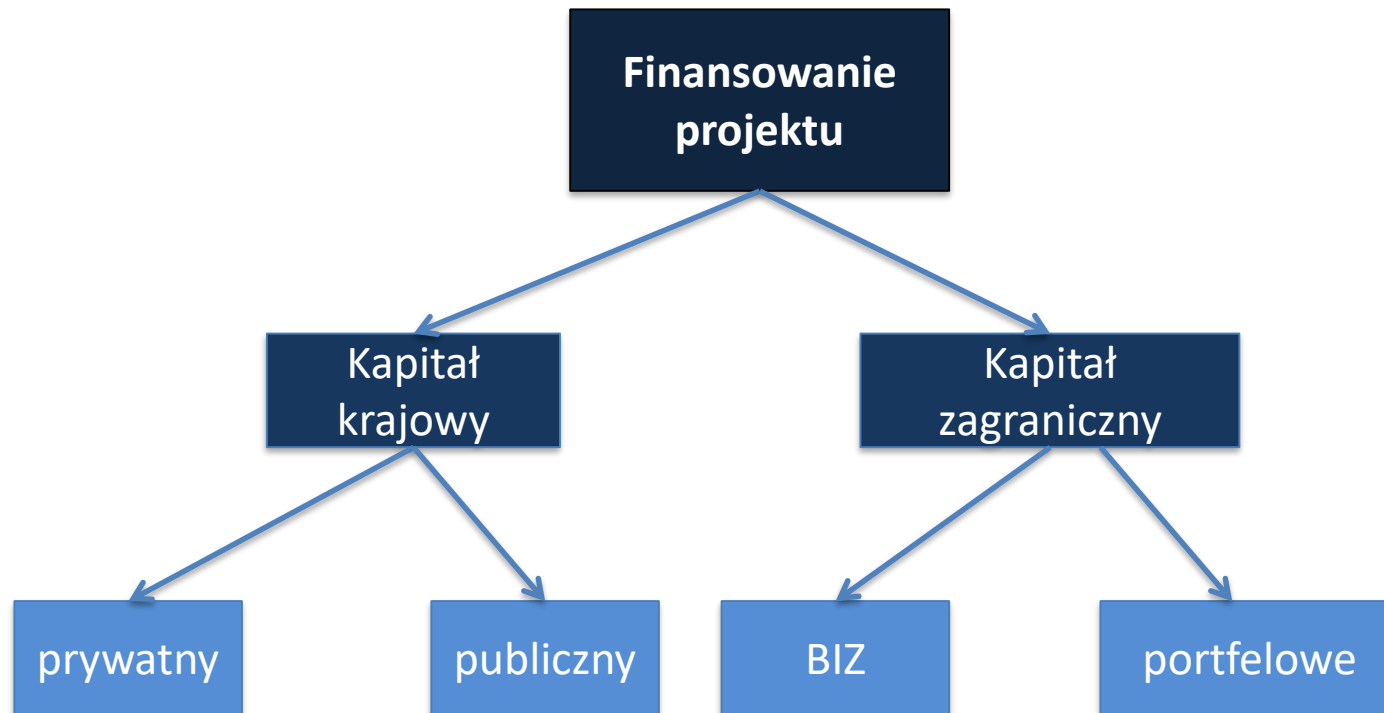 Finansowanie
projektu
Kapitał
krajowy
Kapitał
zagraniczny
prywatny
publiczny
BIZ
portfelowe